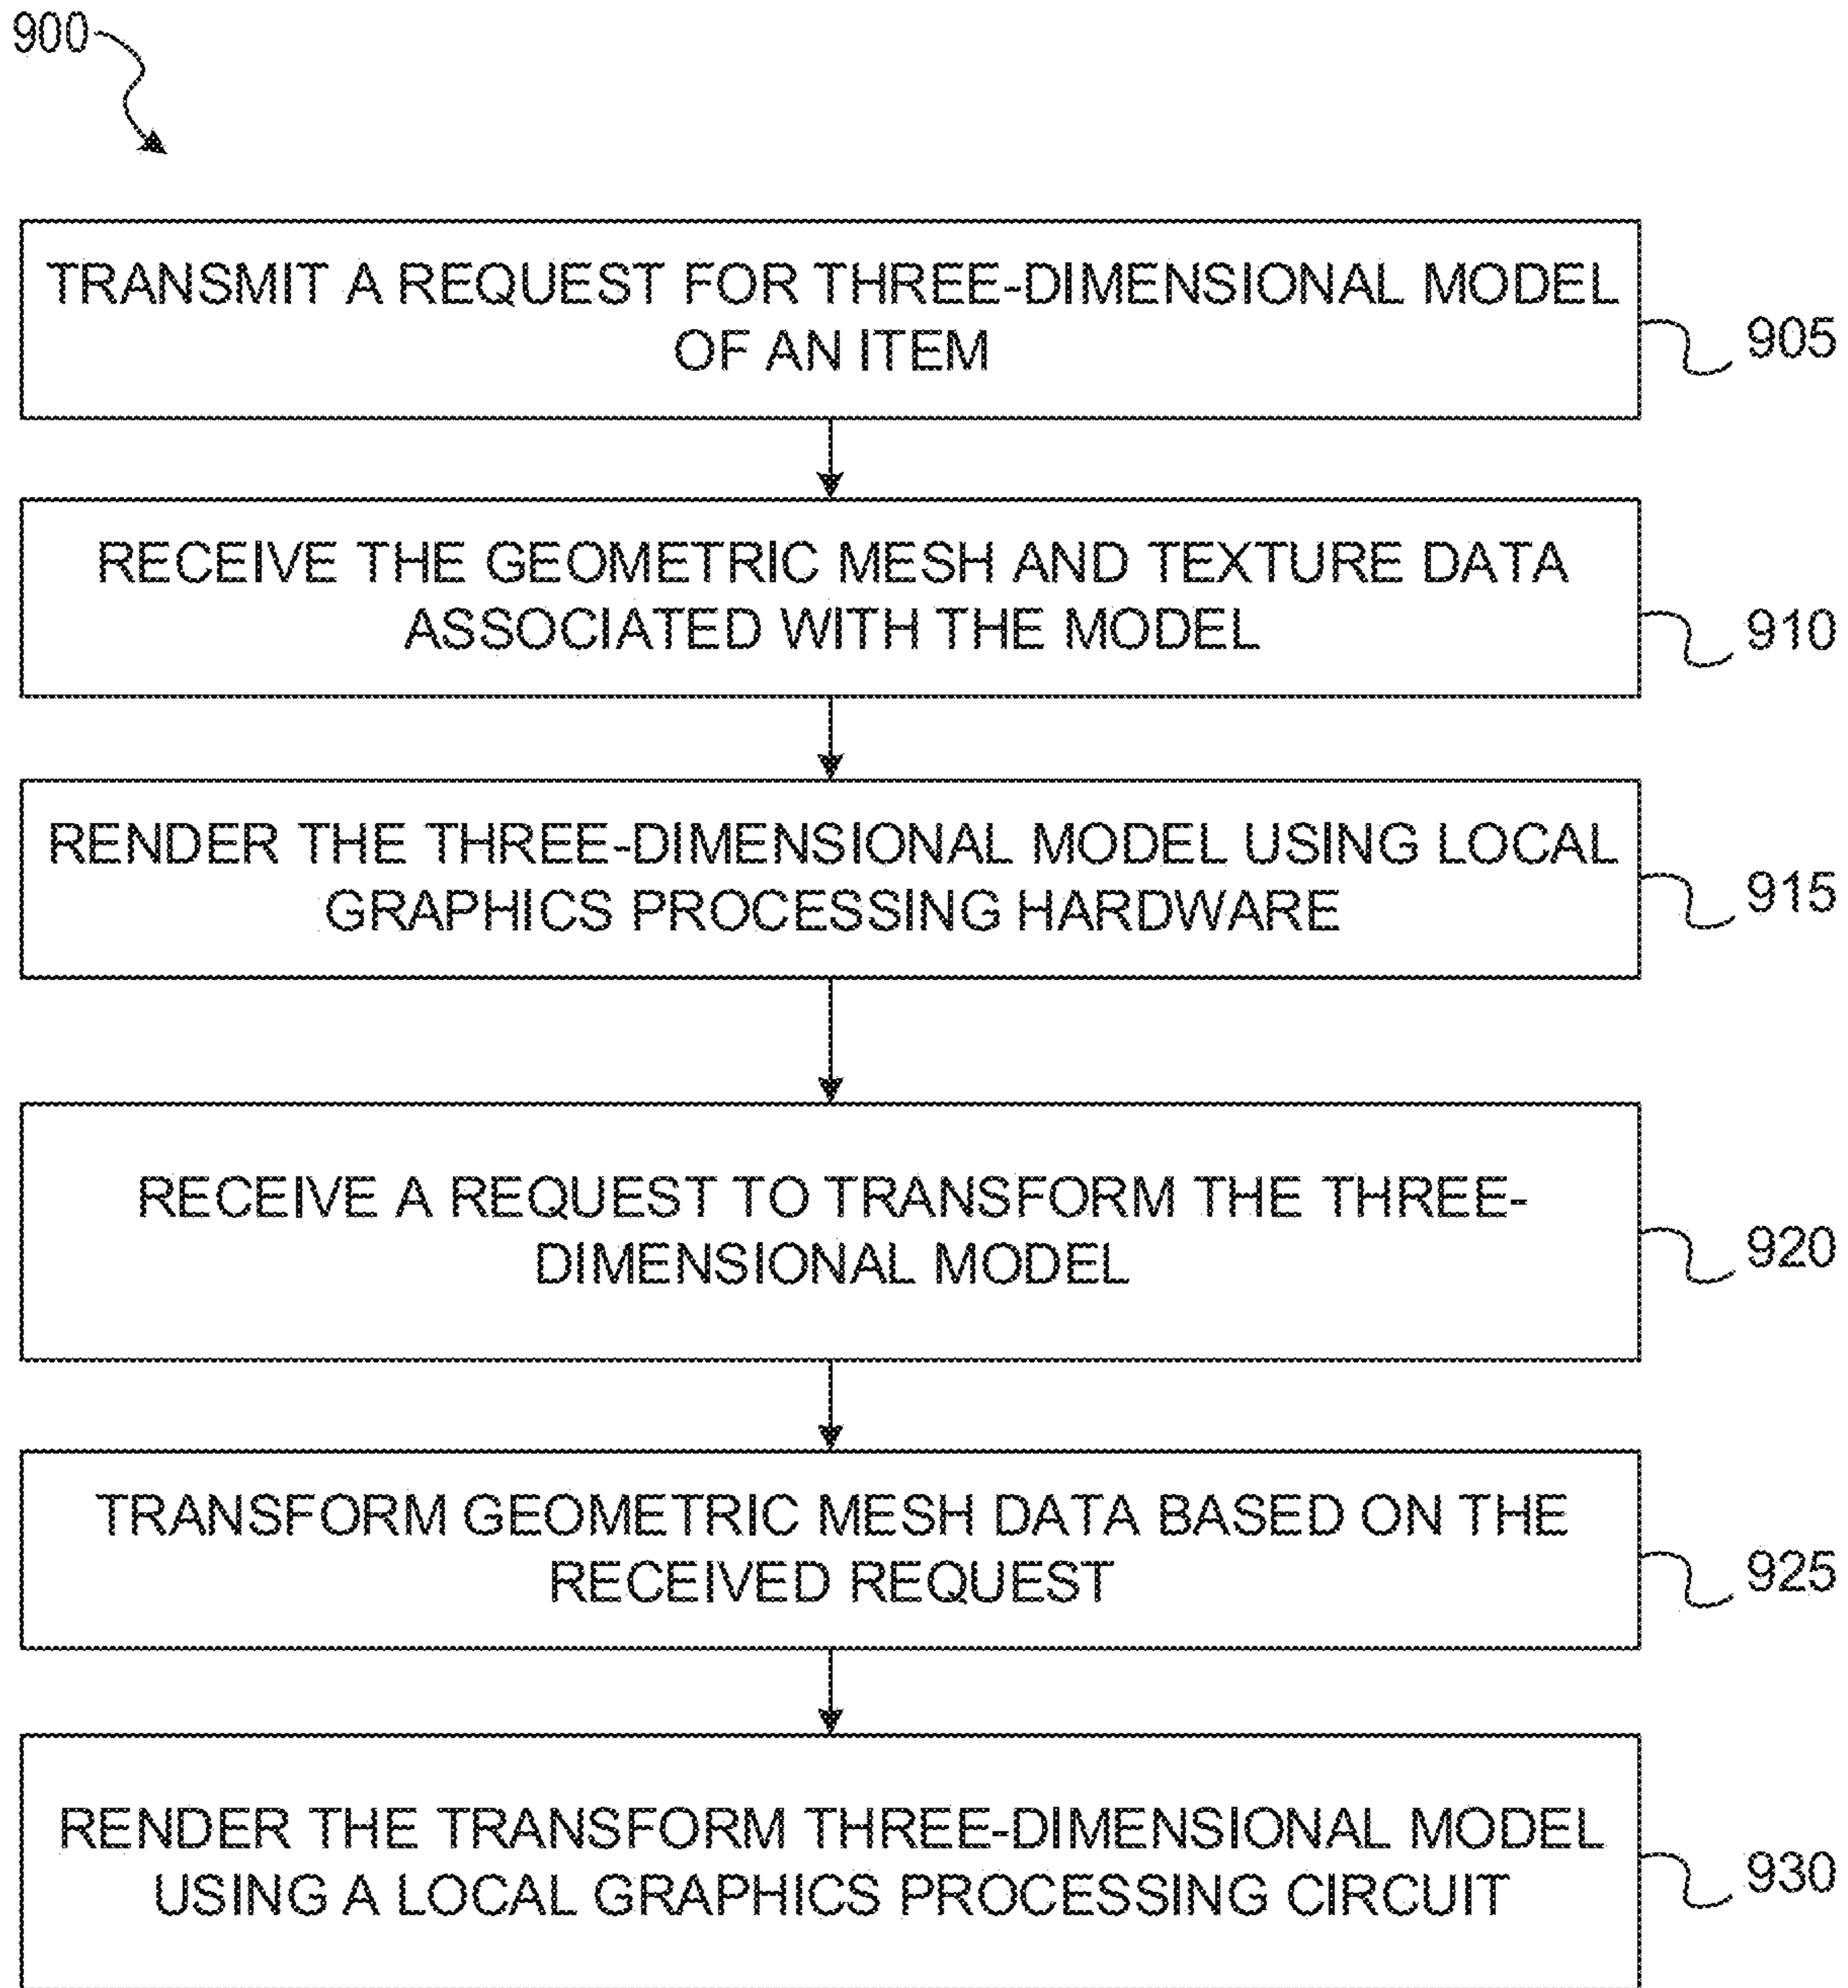 900
TRANSMIT A REQUEST FOR THREE-DIMENSIONAL MODEL
OF AN ITEM
905
RECEIVE THE GEOMETRIC MESH AND TEXTURE DATA
ASSOCIATED WITH THE MODEL
910
RENDER THE THREE-DIMENSIONAL MODEL USING LOCAL
GRAPHICS PROCESSING HARDWARE
915
RECEIVE A REQUEST TO TRANSFORM THE THREE-
DIMENSIONAL MODEL
920
TRANSFORM GEOMETRIC MESH DATA BASED ON THE
RECEIVED REQUEST
925
RENDER THE TRANSFORM THREE-DIMENSIONAL MODEL
USING A LOCAL GRAPHICS PROCESSING CIRCUIT
930